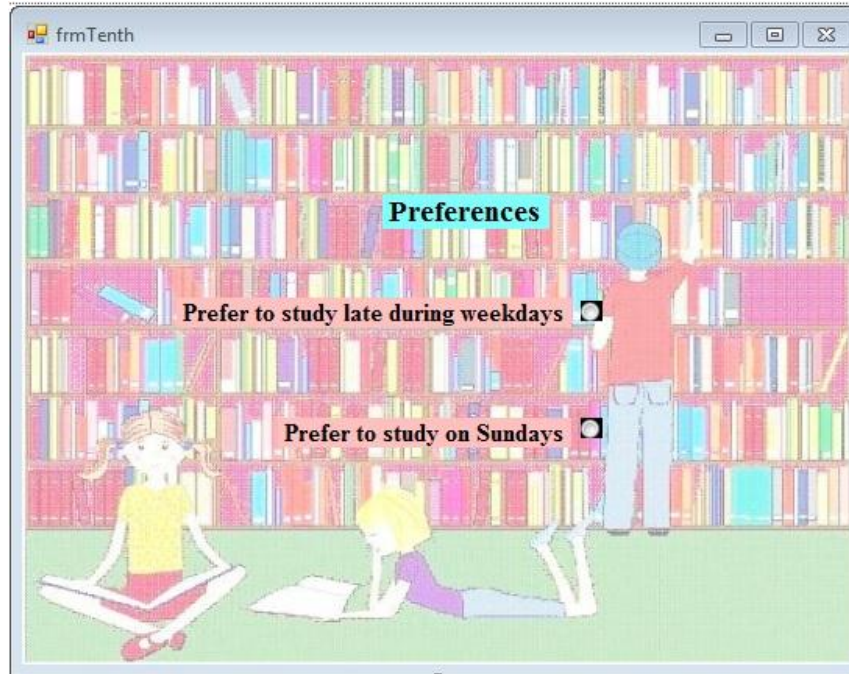 frmTenth
Preferences
Prefer to study late during weekdays
Prefer to study on Sundays